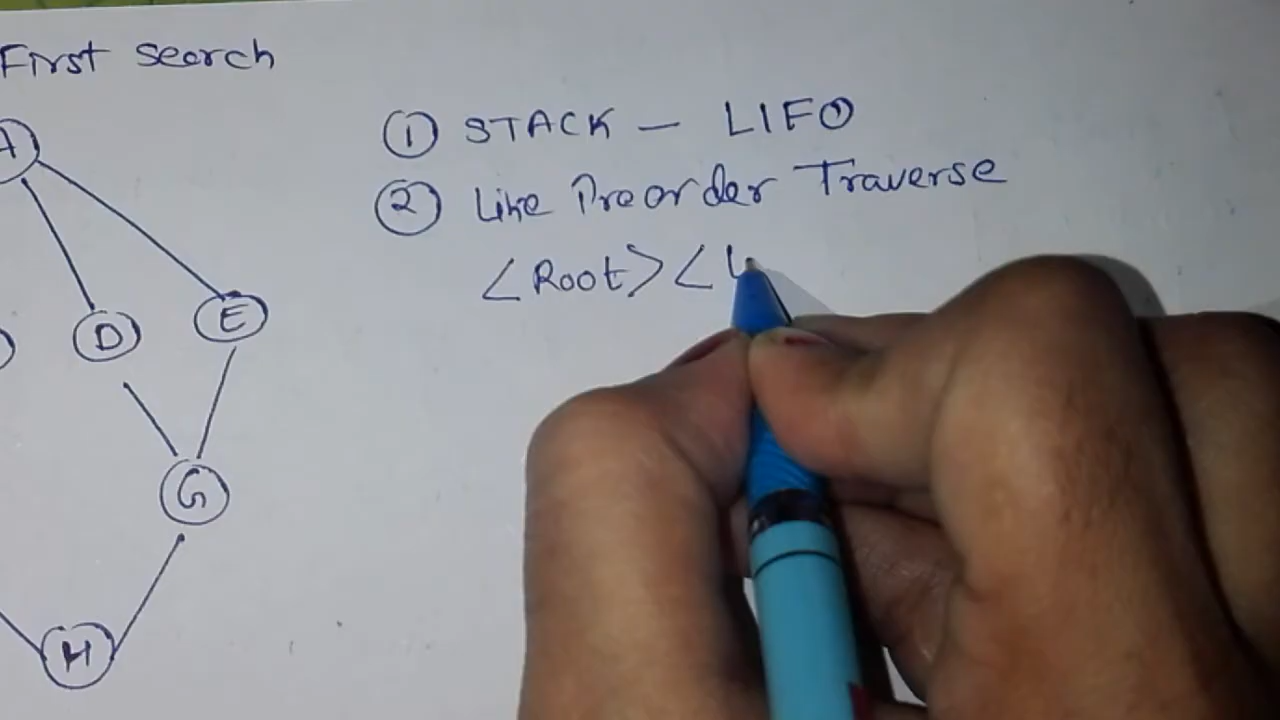 First Search
① STACK - LIFO
② Like Preorder Traverse
<Root><L
A
D
E
G
H